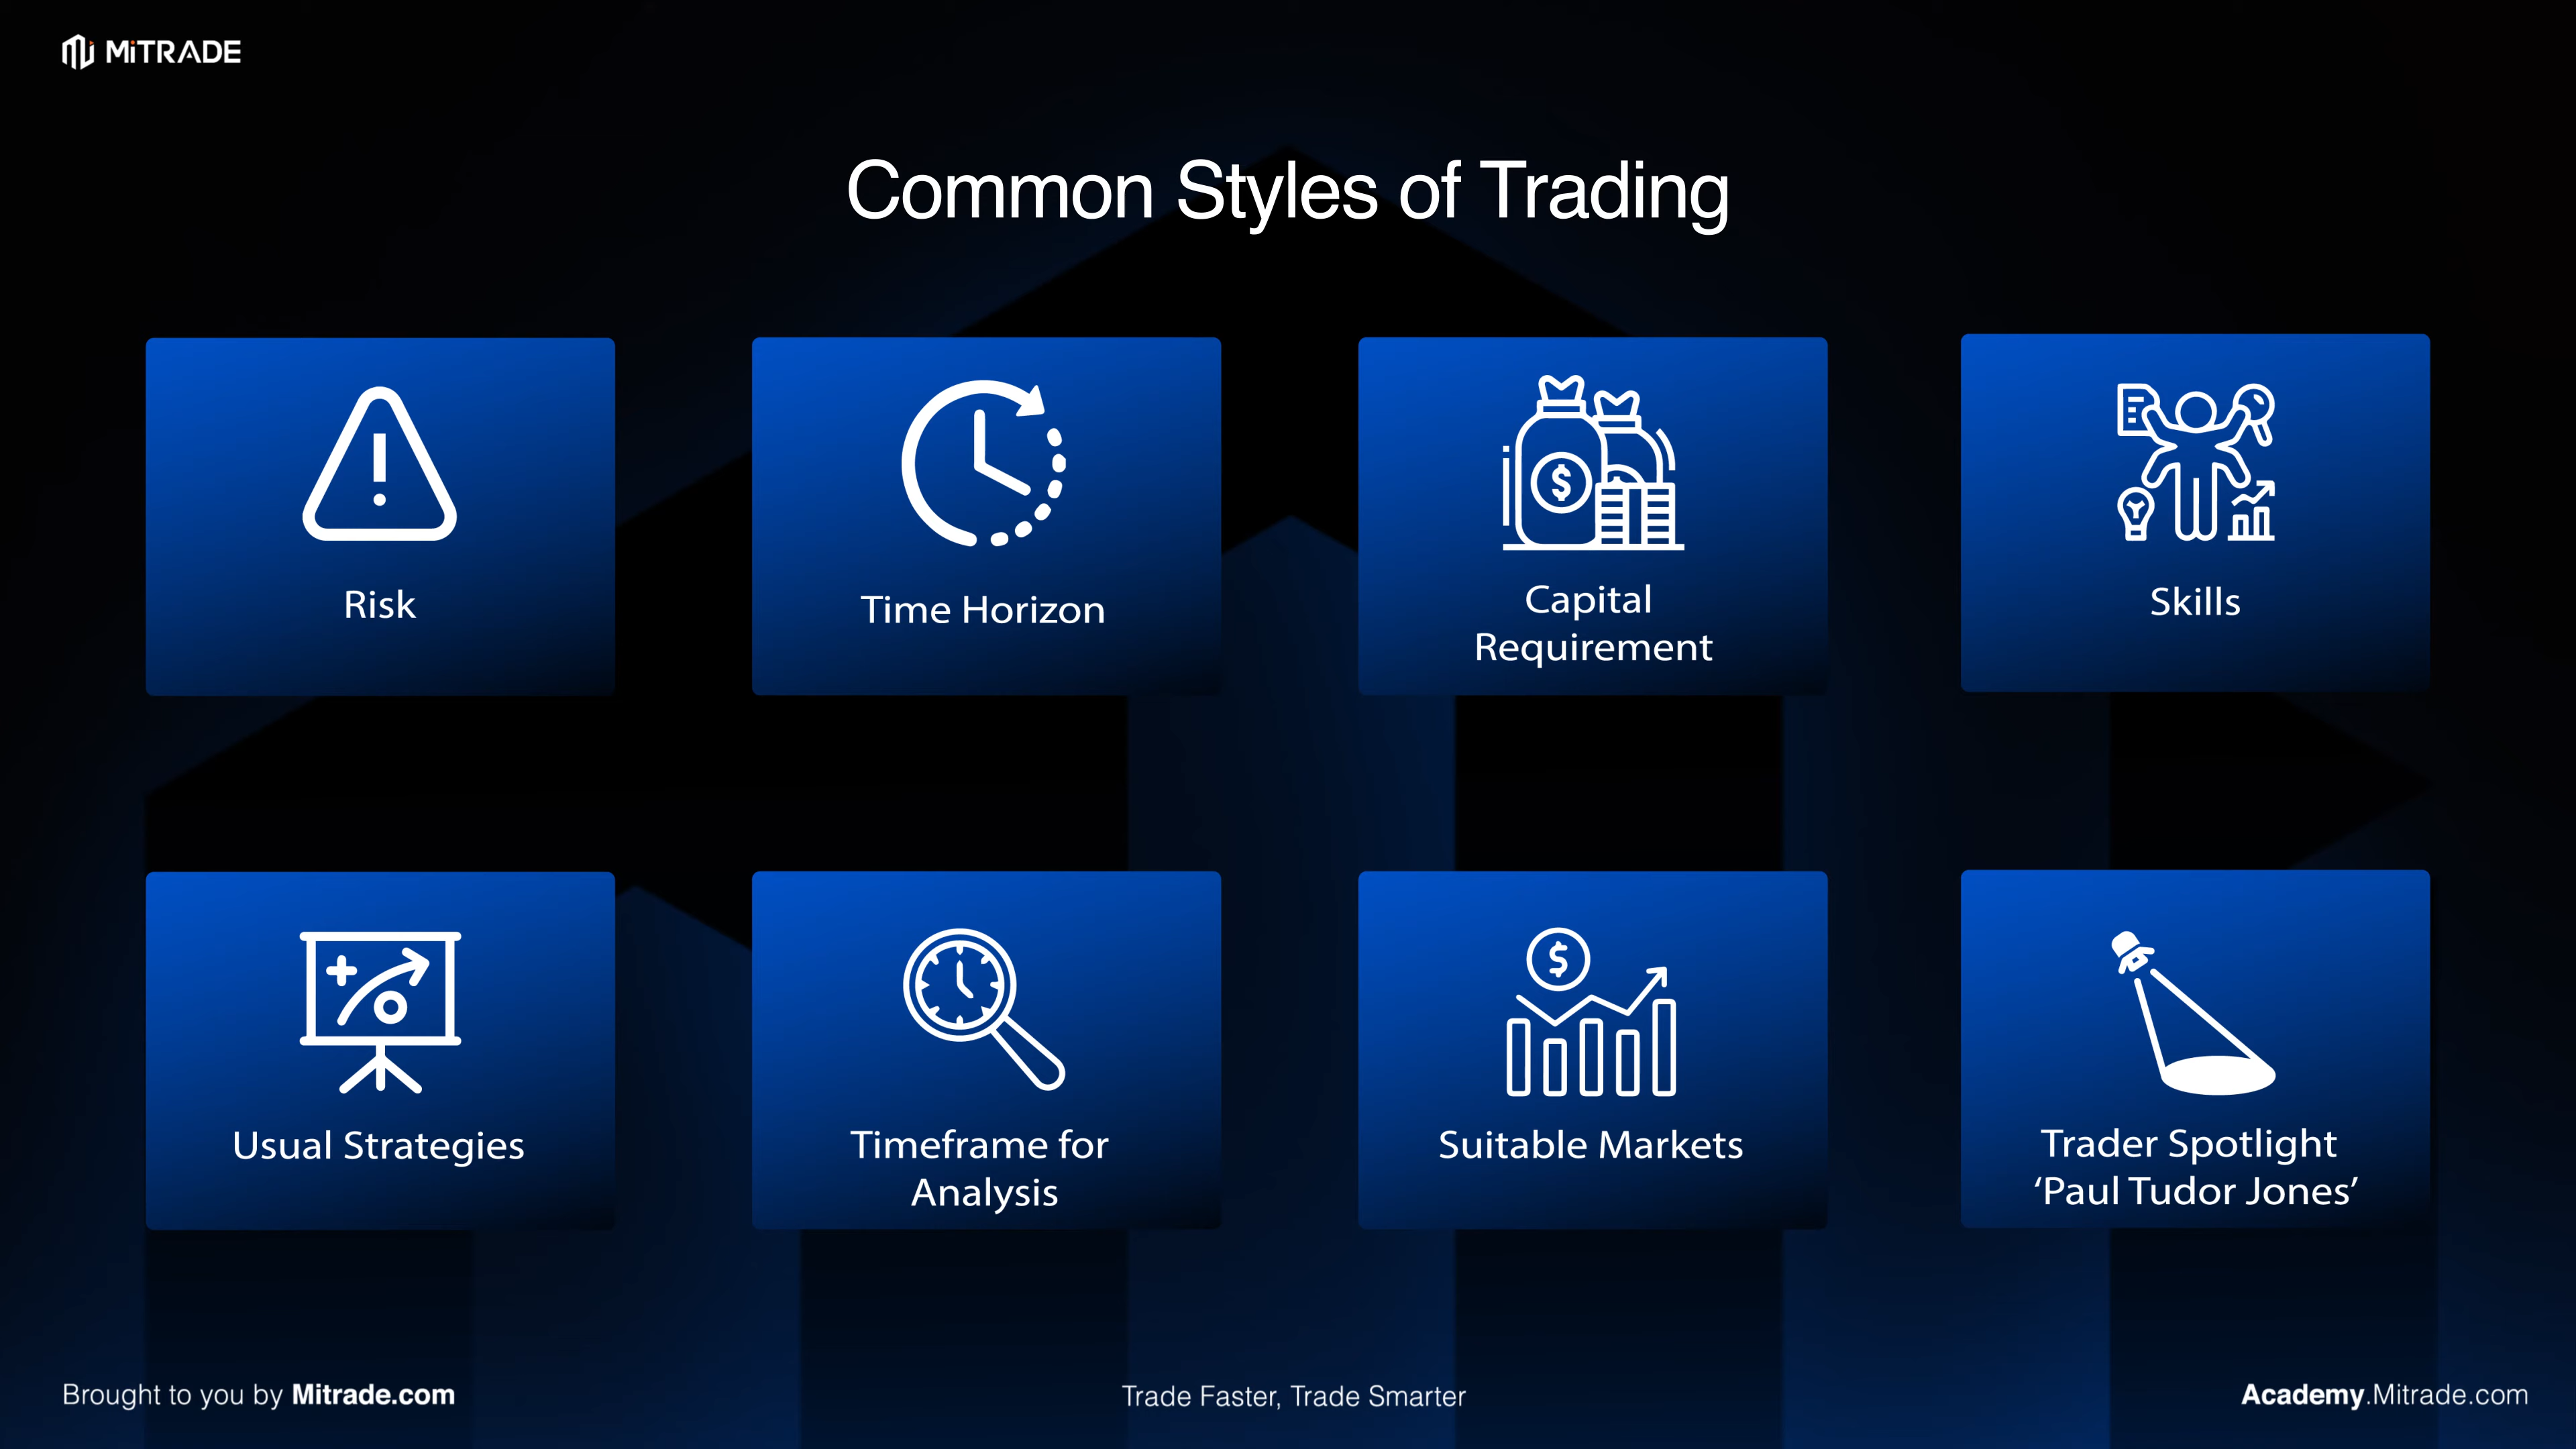 MiTRADE
Common Styles of Trading
Risk
Time Horizon
Capital
Requirement
Skills
Usual Strategies
Timeframe for
Analysis
Suitable Markets
Trader Spotlight
‘Paul Tudor Jones’
Brought to you by Mitrade.com
Trade Faster, Trade Smarter
Academy.Mitrade.com